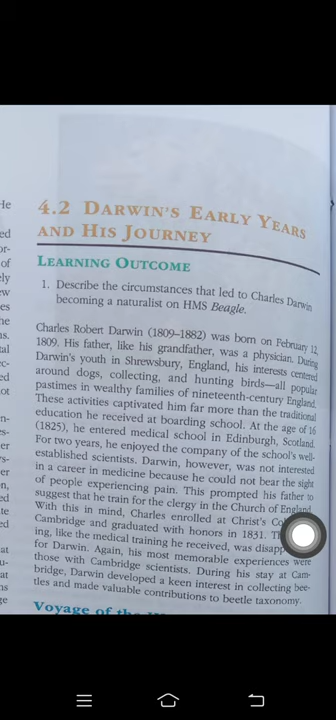 4.2 DARWIN'S EARLY YEARS
AND HIS JOURNEY
LEARNING OUTCOME
1. Describe the circumstances that led to Charles Darwin
becoming a naturalist on HMS Beagle.
Charles Robert Darwin (1809–1882) was born on February 12,
1809. His father, like his grandfather, was a physician. During
Darwin's youth in Shrewsbury, England, his interests centered
around dogs, collecting, and hunting birds—all popular
pastimes in wealthy families of nineteenth-century England.
These activities captivated him far more than the traditional
education he received at boarding school. At the age of 16
(1825), he entered medical school in Edinburgh, Scotland.
For two years, he enjoyed the company of the school's well-
established scientists. Darwin, however, was not interested
in a career in medicine because he could not bear the sight
of people experiencing pain. This prompted his father to
suggest that he train for the clergy in the Church of England.
With this in mind, Charles enrolled at Christ's
Cambridge and graduated with honors in 1831.
ing, like the medical training he received, was
for Darwin. Again, his most memorable experiences were
those with Cambridge scientists. During his stay at Cam-
bridge, Darwin developed a keen interest in collecting bee-
tles and made valuable contributions to beetle taxonomy.
Voyage of the